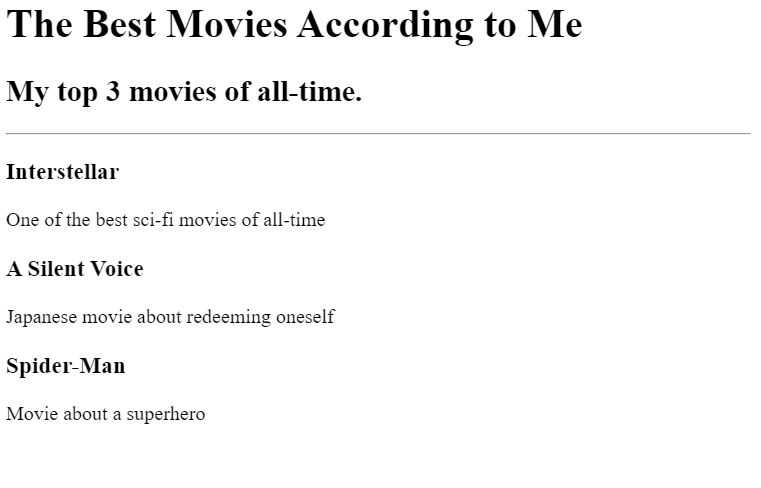 The Best Movies According to Me
My top 3 movies of all-time.
Interstellar
One of the best sci-fi movies of all-time
A Silent Voice
Japanese movie about redeeming oneself
Spider-Man
Movie about a superhero